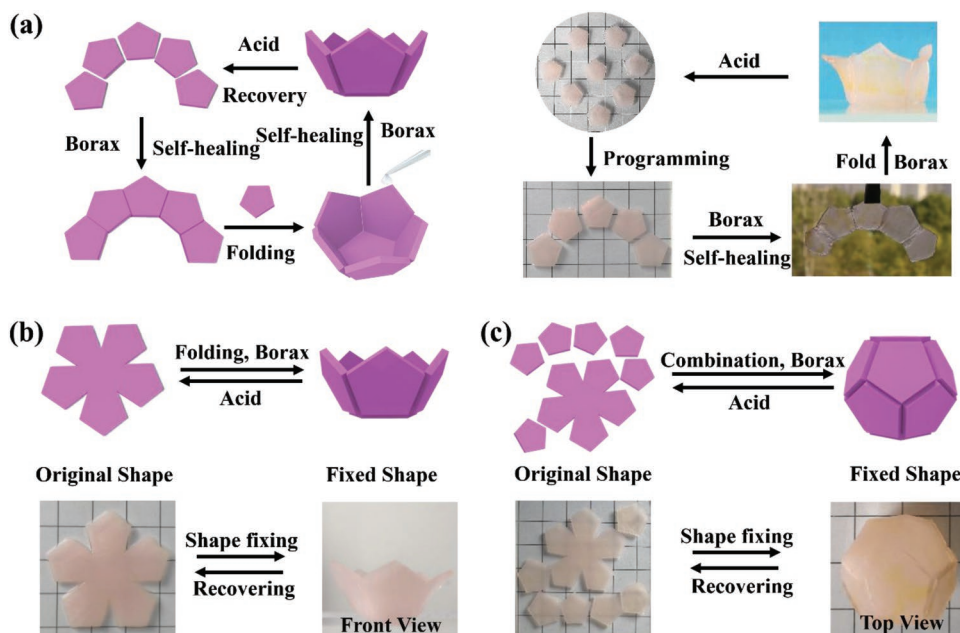 (a)
Acid
Recovery
Borax
Self-healing
Self-healing
Borax
Folding
Acid
Programming
Borax
Self-healing
Fold
Borax
(b)
Folding, Borax
Acid
Original Shape
Fixed Shape
Shape fixing
Recovering
Front View
(c)
Combination, Borax
Acid
Original Shape
Fixed Shape
Shape fixing
Recovering
Top View